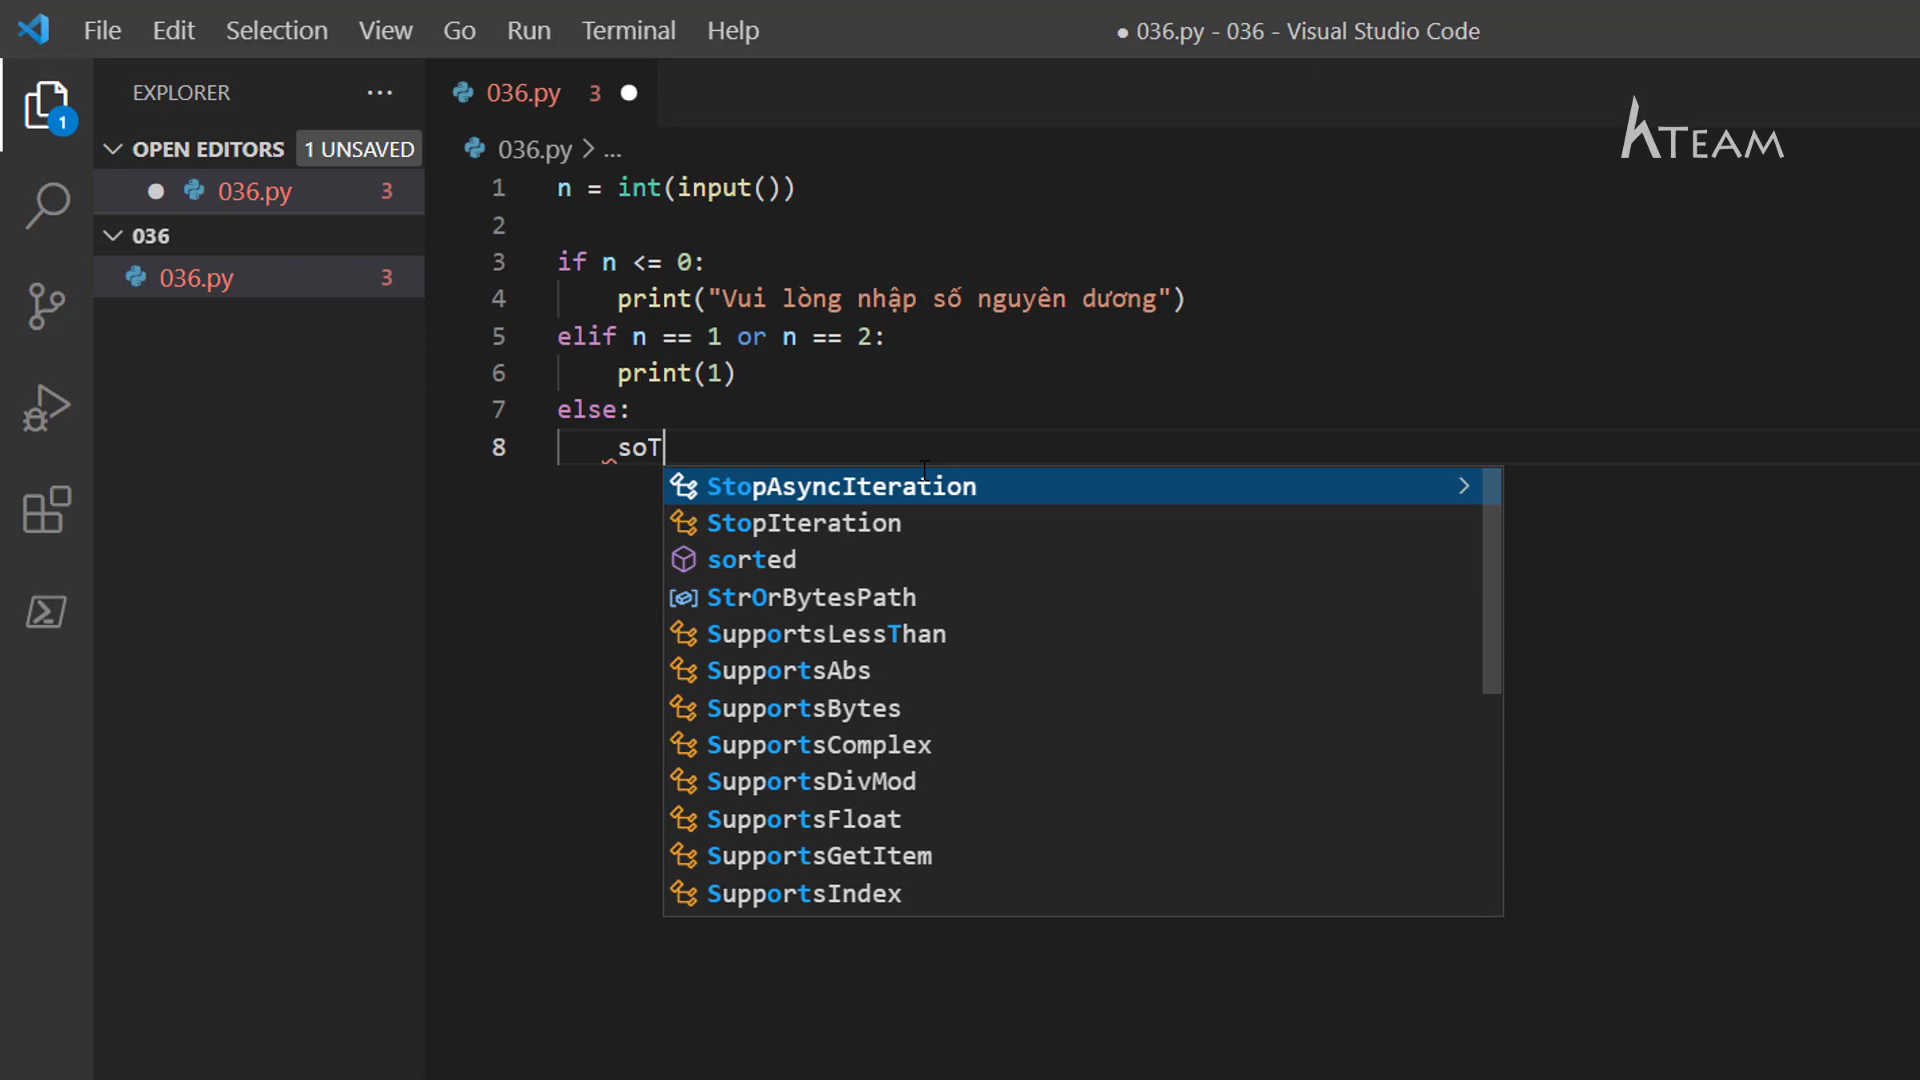 File Edit Selection View Go Run Terminal Help
● 036.py - 036 - Visual Studio Code
EXPLORER ...
OPEN EDITORS 1 UNSAVED
036.py 3
036
036.py 3
1
036.py 3
036.py > ...
HTEAM
1 n = int(input())
2
3 if n <= 0:
4 print("Vui lòng nhập số nguyên dương")
5 elif n == 1 or n == 2:
6 print(1)
7 else:
8 soT
StopAsyncIteration
StopIteration
sorted
StrOrBytesPath
SupportsLessThan
SupportsAbs
SupportsBytes
SupportsComplex
SupportsDivMod
SupportsFloat
SupportsGetItem
SupportsIndex